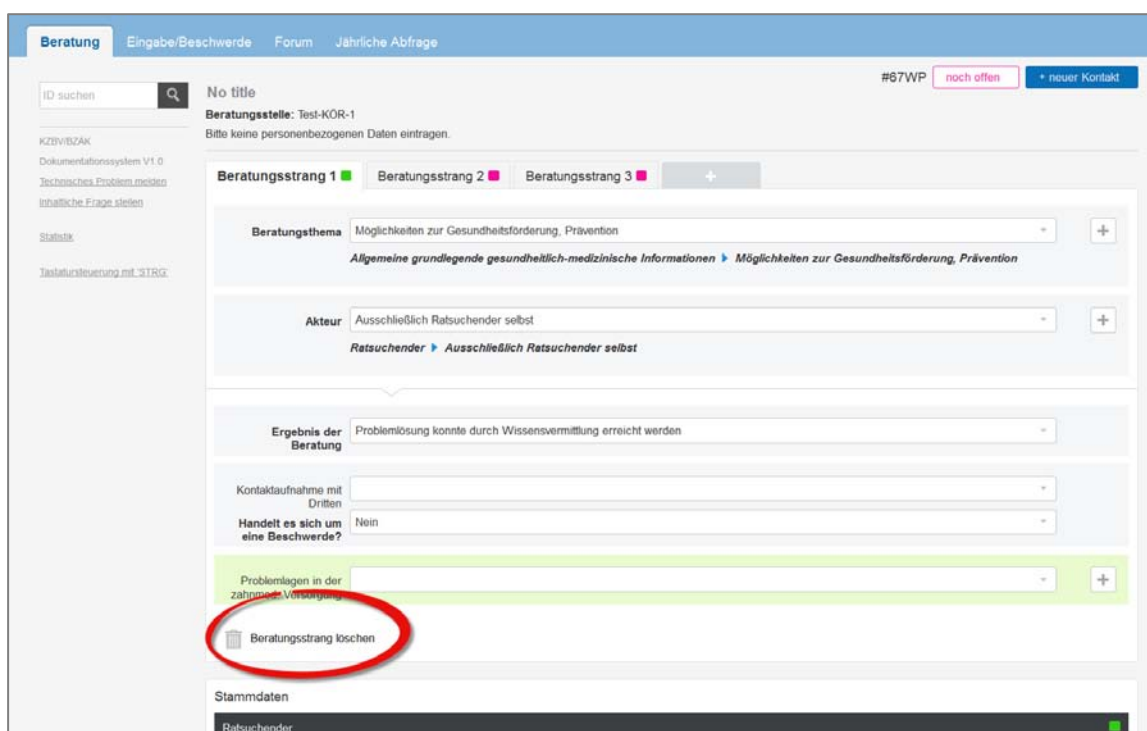 Beratung Eingabe/Beschwerde Forum Jährliche Abfrage
#67WP noch offen + neuer Kontakt
ID suchen
No title
Beratungsstelle: Test-KÖR-1
Bitte keine personenbezogenen Daten eintragen.
KZBV/BZÄK
Dokumentationssystem V1.0
Technisches Problem melden
Inhaltliche Frage stellen
Statistik
Tastatursteuerung mit 'STRG'
Beratungsstrang 1 Beratungsstrang 2 Beratungsstrang 3 +
Beratungsthema Möglichkeiten zur Gesundheitsförderung, Prävention +
Allgemeine grundlegende gesundheitlich-medizinische Informationen Möglichkeiten zur Gesundheitsförderung, Prävention
Akteur Ausschließlich Ratsuchender selbst +
Ratsuchender Ausschließlich Ratsuchender selbst
Ergebnis der Problemlösung konnte durch Wissensvermittlung erreicht werden
Beratung
Kontaktaufnahme mit
Dritten
Handelt es sich um Nein
eine Beschwerde?
Problemlagen in der +
zahnmed. Versorgung
Beratungsstrang löschen
Stammdaten
Ratsuchender